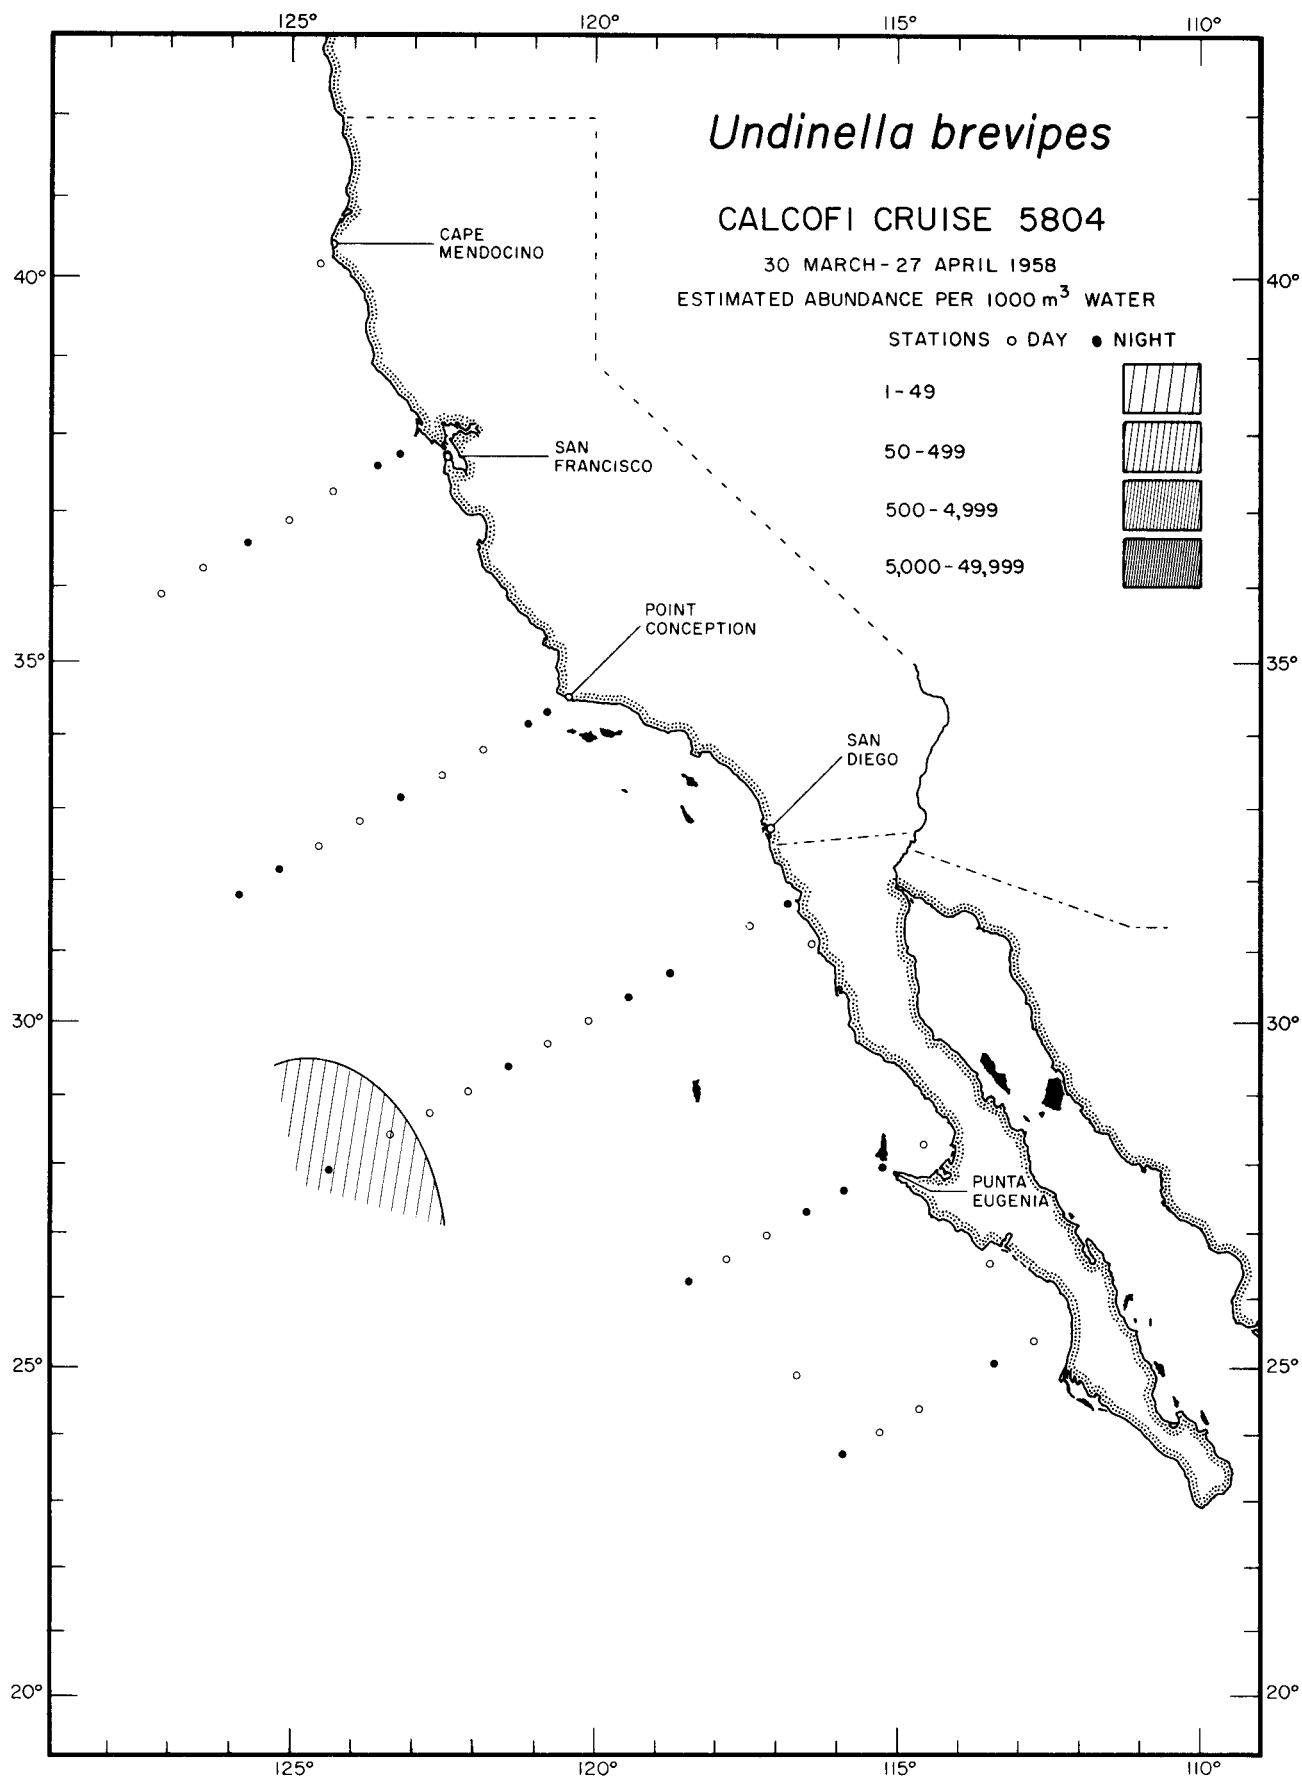 125° 120° 115° 110°
Undinella brevipes
CALCOFI CRUISE 5804
30 MARCH - 27 APRIL 1958
ESTIMATED ABUNDANCE PER 1000 m³ WATER
STATIONS ○ DAY ● NIGHT
1 - 49
50 - 499
500 - 4,999
5,000 - 49,999
CAPE
MENDOCINO
40° 40°
SAN
FRANCISCO
POINT
CONCEPTION
35° 35°
SAN
DIEGO
30° 30°
PUNTA
EUGENIA
25° 25°
20° 20°
125° 120° 115° 110°